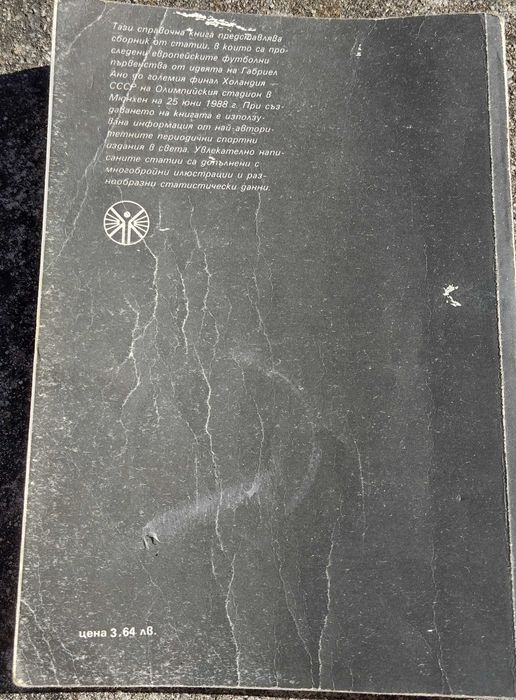 Тази справочна книга представлява
сборник от статии, в които са про-
следени европейските футболни
първенства от идеята на Габриел
Ано до големия финал Холандия –
СССР на Олимпийския стадион в
Мюнхен на 25 юни 1988 г. При съз-
даването на книгата е използу-
вана информация от най-автори-
тетните периодични спортни
издания в света. Увлекателно напи-
саните статии са допълнени с
многобройни илюстрации и раз-
нообразни статистически данни.
цена 3.64 лв.